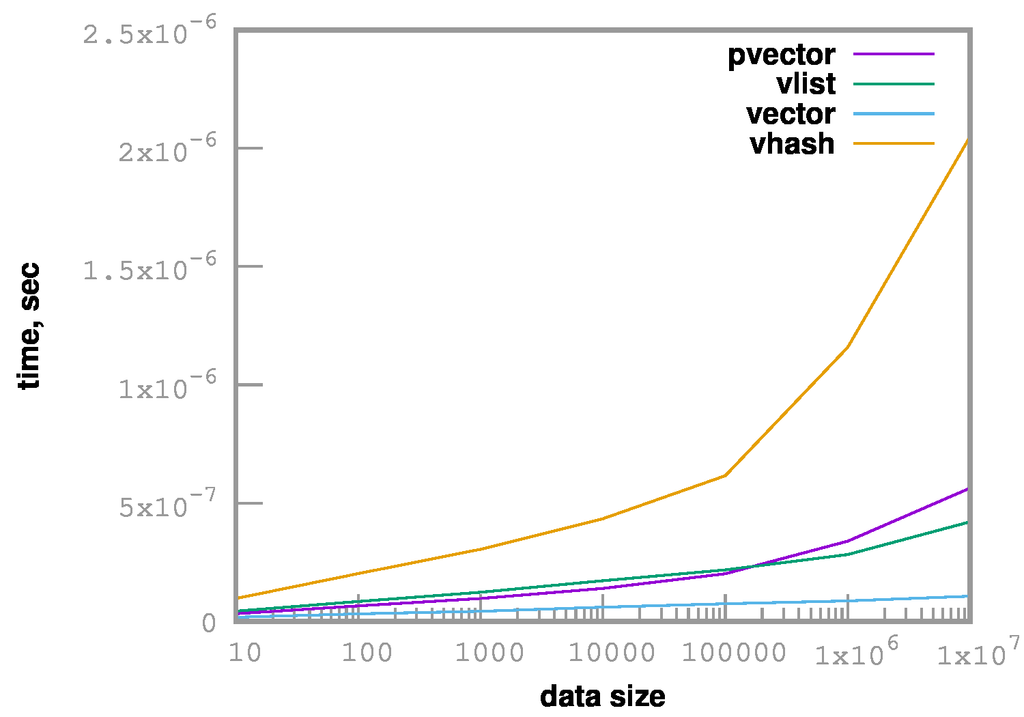 2.5x10^-6
2x10^-6
1.5x10^-6
1x10^-6
5x10^-7
0
time, sec
pvector
vlist
vector
vhash
10 100 1000 10000 100000 1x10^6 1x10^7
data size